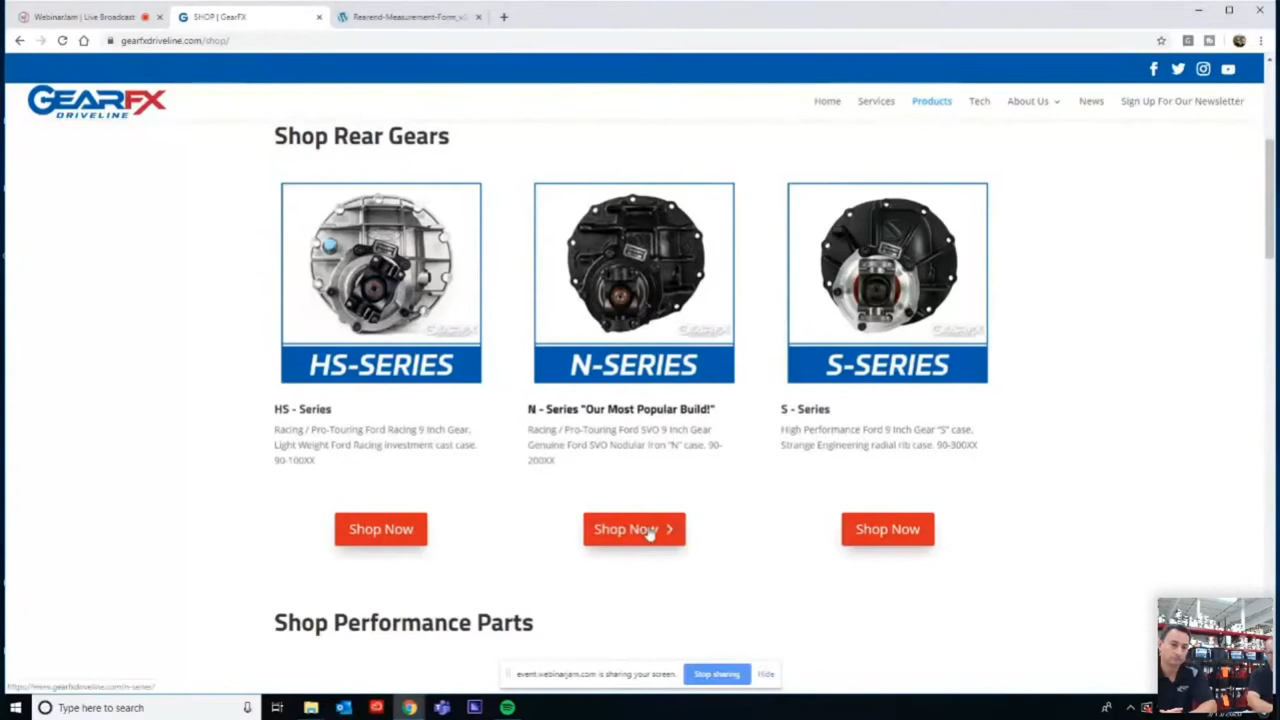 WebinarJam | Live Broadcast
SHOP | GearFX
Rearend-Measurement-Form_v
gearfxdriveline.com/shop/
GEARFX
DRIVELINE
Home Services Products Tech About Us News Sign Up For Our Newsletter
Shop Rear Gears
GEARFX
GEARFX
GEARFX
HS-SERIES
N-SERIES
S-SERIES
HS - Series
Racing / Pro-Touring Ford Racing 9 Inch Gear,
Light Weight Ford Racing investment cast case.
90-100XX
N - Series "Our Most Popular Build!"
Racing / Pro-Touring Ford SVO 9 Inch Gear
Genuine Ford SVO Nodular Iron "N" case. 90-
200XX
S - Series
High Performance Ford 9 Inch Gear "S" case,
Strange Engineering radial rib case. 90-300XX
Shop Now
Shop Now
Shop Now
Shop Performance Parts
event.webinarjam.com is sharing your screen.
Stop sharing
Hide
Type here to search